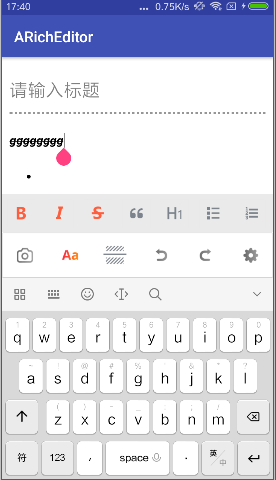 17:40 ... 0.75K/s
ARichEditor
请输入标题
gggggggg
•
B I S H1
Aa
1 2 3 4 5 6 7 8 9 0
q w e r t y u i o p
a s d f g h j k l
z x c v b n m
符 123 , space . 英/中